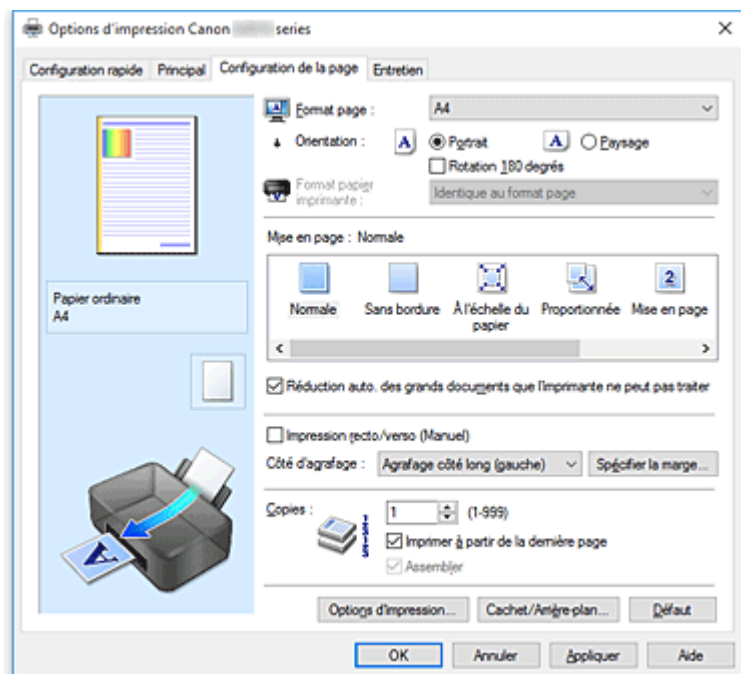 Options d'impression Canon series
Configuration rapide Principal Configuration de la page Entretien
Format page : A4
Orientation : A Portrait A Paysage
Rotation 180 degrés
Format papier imprimante : Identique au format page
Mise en page : Normale
Papier ordinaire
A4
Normale Sans bordure À l'échelle du papier Proportionnée Mise en page
Réduction auto. des grands documents que l'imprimante ne peut pas traiter
Impression recto/verso (Manuel)
Côté d'agrafage : Agrafage côté long (gauche) Spécifier la marge...
Copies : 1 (1-999)
Imprimer à partir de la dernière page
Assembler
Options d'impression... Cachet/Arrière-plan... Défaut
OK Annuler Appliquer Aide